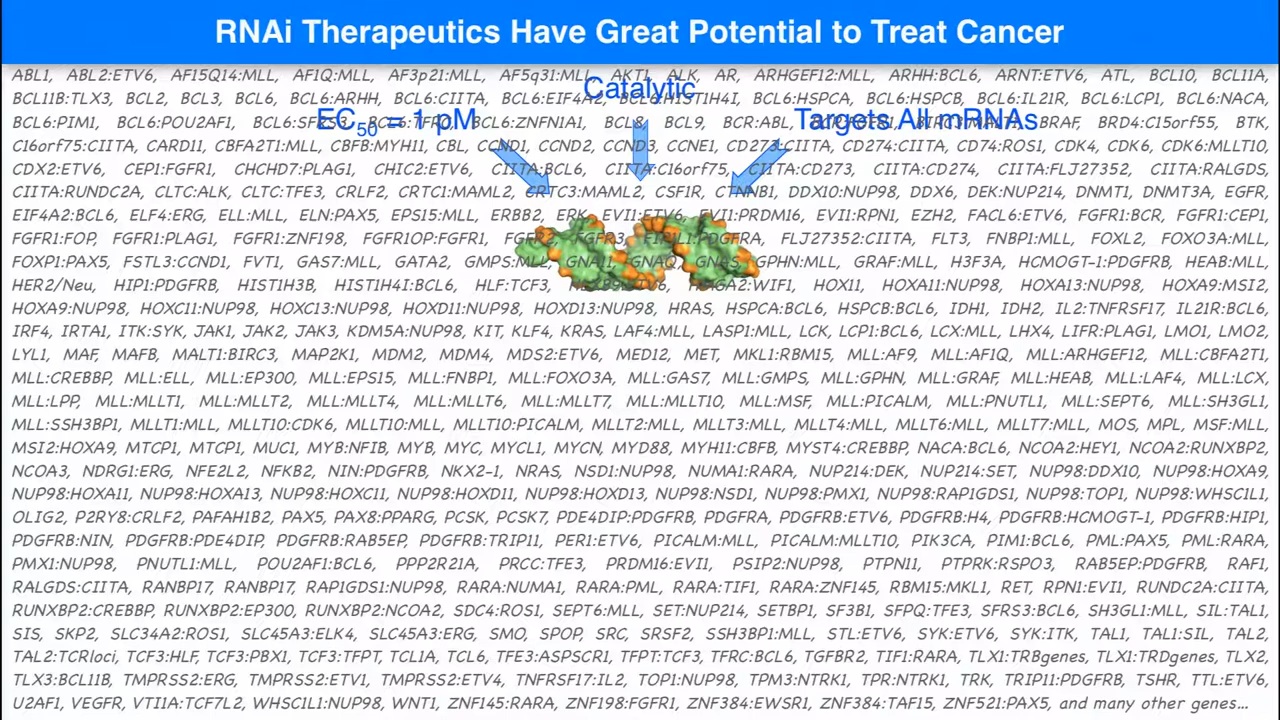 RNAi Therapeutics Have Great Potential to Treat Cancer
Catalytic
EC50 = 1 pM
Targets All mRNAs
ABL1, ABL2:ETV6, AF15Q14:MLL, AF1Q:MLL, AF3p21:MLL, AF5q31:MLL, AKT1, ALK, AR, ARHGEF12:MLL, ARHH:BCL6, ARNT:ETV6, ATL, BCL10, BCL11A,
BCL11B:TLX3, BCL2, BCL3, BCL6, BCL6:ARHH, BCL6:CIITA, BCL6:EIF4A2, BCL6:HIST1H4I, BCL6:HSPCA, BCL6:HSPCB, BCL6:IL21R, BCL6:LCP1, BCL6:NACA,
BCL6:PIM1, BCL6:POU2AF1, BCL6:SFRS3, BCL6:TFRC, BCL6:ZNFN1A1, BCL8, BCL9, BCR:ABL, BIRC3:MALT1, BRAF, BRD4:C15orf55, BTK,
C16orf75:CIITA, CARD11, CBFA2T1:MLL, CBFB:MYH11, CBL, CCND1, CCND2, CCND3, CCNE1, CD273:CIITA, CD274:CIITA, CD74:ROS1, CDK4, CDK6, CDK6:MLLT10,
CDX2:ETV6, CEP1:FGFR1, CHCHD7:PLAG1, CHIC2:ETV6, CIITA:BCL6, CIITA:C16orf75, CIITA:CD273, CIITA:CD274, CIITA:FLJ27352, CIITA:RALGDS,
CIITA:RUNDC2A, CLTC:ALK, CLTC:TFE3, CRLF2, CRTC1:MAML2, CRTC3:MAML2, CSF1R, CTNNB1, DDX10:NUP98, DDX6, DEK:NUP214, DNMT1, DNMT3A, EGFR,
EIF4A2:BCL6, ELF4:ERG, ELL:MLL, ELN:PAX5, EPS15:MLL, ERBB2, ERK, EVI1:ETV6, EVI1:PRDM16, EVI1:RPN1, EZH2, FACL6:ETV6, FGFR1:BCR, FGFR1:CEP1,
FGFR1:FOP, FGFR1:PLAG1, FGFR1:ZNF198, FGFR1OP:FGFR1, FGFR2, FGFR3, FIP1L1:PDGFRA, FLJ27352:CIITA, FLT3, FNBP1:MLL, FOXL2, FOXO3A:MLL,
FOXP1:PAX5, FSTL3:CCND1, FVT1, GAS7:MLL, GATA2, GMPS:MLL, GNA11, GNAQ, GNAS, GPHN:MLL, GRAF:MLL, H3F3A, HCMOGT-1:PDGFRB, HEAB:MLL,
HER2/Neu, HIP1:PDGFRB, HIST1H3B, HIST1H4I:BCL6, HLF:TCF3, HMGA2:WIF1, HOX11, HOXA11:NUP98, HOXA13:NUP98, HOXA9:MSI2,
HOXA9:NUP98, HOXC11:NUP98, HOXC13:NUP98, HOXD11:NUP98, HOXD13:NUP98, HRAS, HSPCA:BCL6, HSPCB:BCL6, IDH1, IDH2, IL2:TNFRSF17, IL21R:BCL6,
IRF4, IRTA1, ITK:SYK, JAK1, JAK2, JAK3, KDM5A:NUP98, KIT, KLF4, KRAS, LAF4:MLL, LASP1:MLL, LCK, LCP1:BCL6, LCX:MLL, LHX4, LIFR:PLAG1, LMO1, LMO2,
LYL1, MAF, MAFB, MALT1:BIRC3, MAP2K1, MDM2, MDM4, MDS2:ETV6, MED12, MET, MKL1:RBM15, MLL:AF9, MLL:AF1Q, MLL:ARHGEF12, MLL:CBFA2T1,
MLL:CREBBP, MLL:ELL, MLL:EP300, MLL:EPS15, MLL:FNBP1, MLL:FOXO3A, MLL:GAS7, MLL:GMPS, MLL:GPHN, MLL:GRAF, MLL:HEAB, MLL:LAF4, MLL:LCX,
MLL:LPP, MLL:MLLT1, MLL:MLLT2, MLL:MLLT4, MLL:MLLT6, MLL:MLLT7, MLL:MLLT10, MLL:MSF, MLL:PICALM, MLL:PNUTL1, MLL:SEPT6, MLL:SH3GL1,
MLL:SSH3BP1, MLLT1:MLL, MLLT10:CDK6, MLLT10:MLL, MLLT10:PICALM, MLLT2:MLL, MLLT3:MLL, MLLT4:MLL, MLLT6:MLL, MLLT7:MLL, MOS, MPL, MSF:MLL,
MSI2:HOXA9, MTCP1, MTCP1, MUC1, MYB:NFIB, MYB, MYC, MYCL1, MYCN, MYD88, MYH11:CBFB, MYST4:CREBBP, NACA:BCL6, NCOA2:HEY1, NCOA2:RUNXBP2,
NCOA3, NDRG1:ERG, NFE2L2, NFKB2, NIN:PDGFRB, NKX2-1, NRAS, NSD1:NUP98, NUMA1:RARA, NUP214:DEK, NUP214:SET, NUP98:DDX10, NUP98:HOXA9,
NUP98:HOXA11, NUP98:HOXA13, NUP98:HOXC11, NUP98:HOXD11, NUP98:HOXD13, NUP98:NSD1, NUP98:PMX1, NUP98:RAP1GDS1, NUP98:TOP1, NUP98:WHSC1L1,
OLIG2, P2RY8:CRLF2, PAFAH1B2, PAX5, PAX8:PPARG, PCSK, PCSK7, PDE4DIP:PDGFRB, PDGFRA, PDGFRB:ETV6, PDGFRB:H4, PDGFRB:HCMOGT-1, PDGFRB:HIP1,
PDGFRB:NIN, PDGFRB:PDE4DIP, PDGFRB:RAB5EP, PDGFRB:TRIP11, PER1:ETV6, PICALM:MLL, PICALM:MLLT10, PIK3CA, PIM1:BCL6, PML:PAX5, PML:RARA,
PMX1:NUP98, PNUTL1:MLL, POU2AF1:BCL6, PPP2R21A, PRCC:TFE3, PRDM16:EVI1, PSIP2:NUP98, PTPN11, PTPRK:RSPO3, RAB5EP:PDGFRB, RAF1,
RALGDS:CIITA, RANBP17, RANBP17, RAP1GDS1:NUP98, RARA:NUMA1, RARA:PML, RARA:TIF1, RARA:ZNF145, RBM15:MKL1, RET, RPN1:EVI1, RUNDC2A:CIITA,
RUNXBP2:CREBBP, RUNXBP2:EP300, RUNXBP2:NCOA2, SDC4:ROS1, SEPT6:MLL, SET:NUP214, SETBP1, SF3B1, SFPQ:TFE3, SFRS3:BCL6, SH3GL1:MLL, SIL:TAL1,
SIS, SKP2, SLC34A2:ROS1, SLC45A3:ELK4, SLC45A3:ERG, SMO, SPOP, SRC, SRSF2, SSH3BP1:MLL, STL:ETV6, SYK:ETV6, SYK:ITK, TAL1, TAL1:SIL, TAL2,
TAL2:TCRloci, TCF3:HLF, TCF3:PBX1, TCF3:TFPT, TCL1A, TCL6, TFE3:ASPSCR1, TFPT:TCF3, TFRC:BCL6, TGFBR2, TIF1:RARA, TLX1:TRBgenes, TLX1:TRDgenes, TLX2,
TLX3:BCL11B, TMPRSS2:ERG, TMPRSS2:ETV1, TMPRSS2:ETV4, TNFRSF17:IL2, TOP1:NUP98, TPM3:NTRK1, TPR:NTRK1, TRK, TRIP11:PDGFRB, TSHR, TTL:ETV6,
U2AF1, VEGFR, VTI1A:TCF7L2, WHSC1L1:NUP98, WNT1, ZNF145:RARA, ZNF198:FGFR1, ZNF384:EWSR1, ZNF384:TAF15, ZNF521:PAX5, and many other genes...